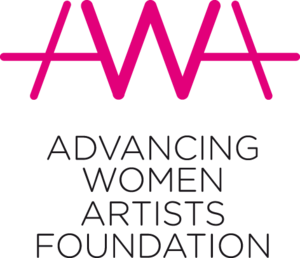 AWA
ADVANCING
WOMEN
ARTISTS
FOUNDATION